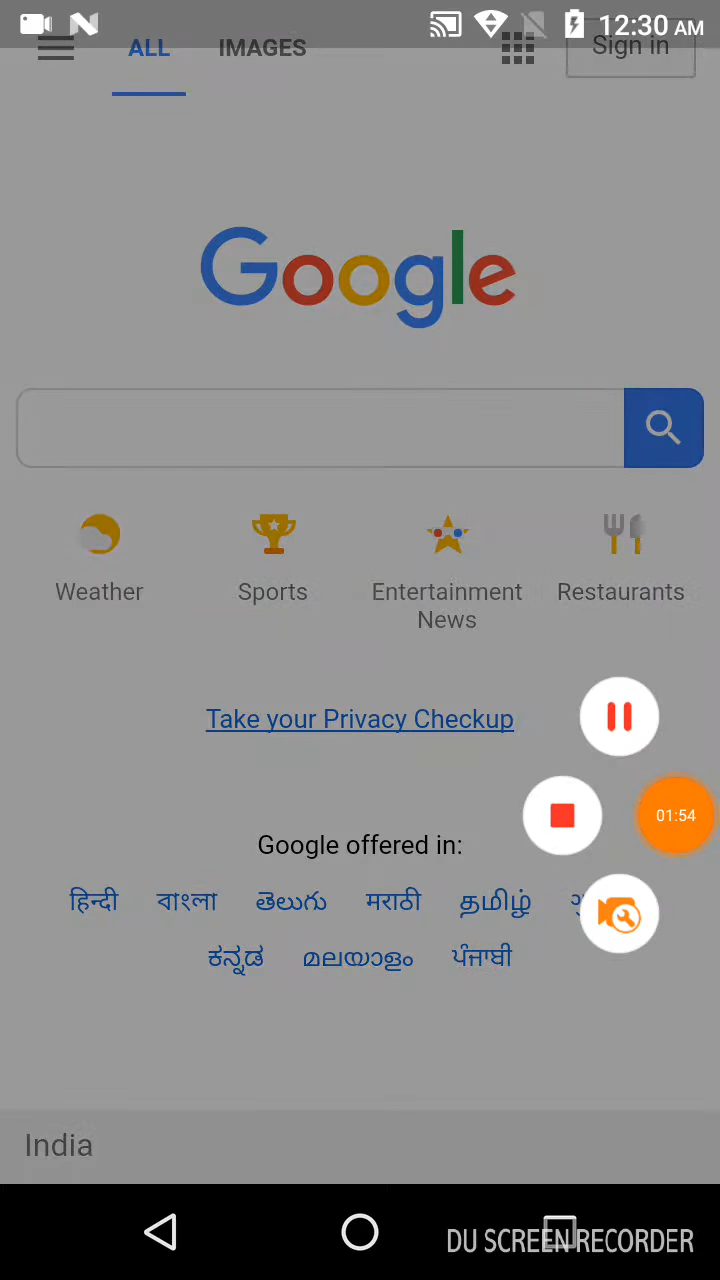 12:30 AM
ALL IMAGES Sign in
Google
Weather Sports Entertainment News Restaurants
Take your Privacy Checkup
01:54
Google offered in:
हिन्दी বাংলা తెలుగు मराठी தமிழ்
ಕನ್ನಡ മലയാളം ਪੰਜਾਬੀ
India
DU SCREEN RECORDER